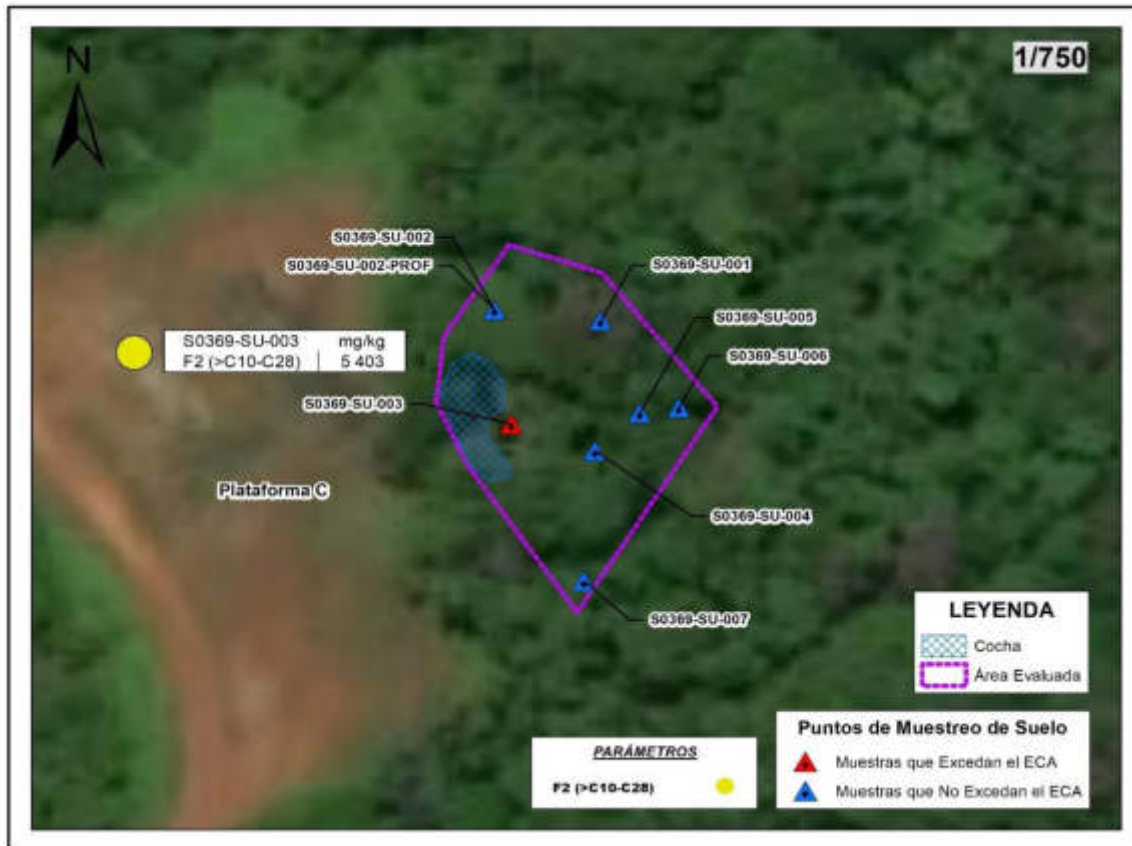 N
1/750
S0369-SU-002
S0369-SU-002-PROF
S0369-SU-001
S0369-SU-005
S0369-SU-003 mg/kg
F2 (>C10-C28) 5 403
S0369-SU-006
S0369-SU-003
Plataforma C
S0369-SU-004
S0369-SU-007
LEYENDA
Cocha
Área Evaluada
PARÁMETROS
F2 (>C10-C28)
Puntos de Muestreo de Suelo
Muestras que Excedan el ECA
Muestras que No Excedan el ECA